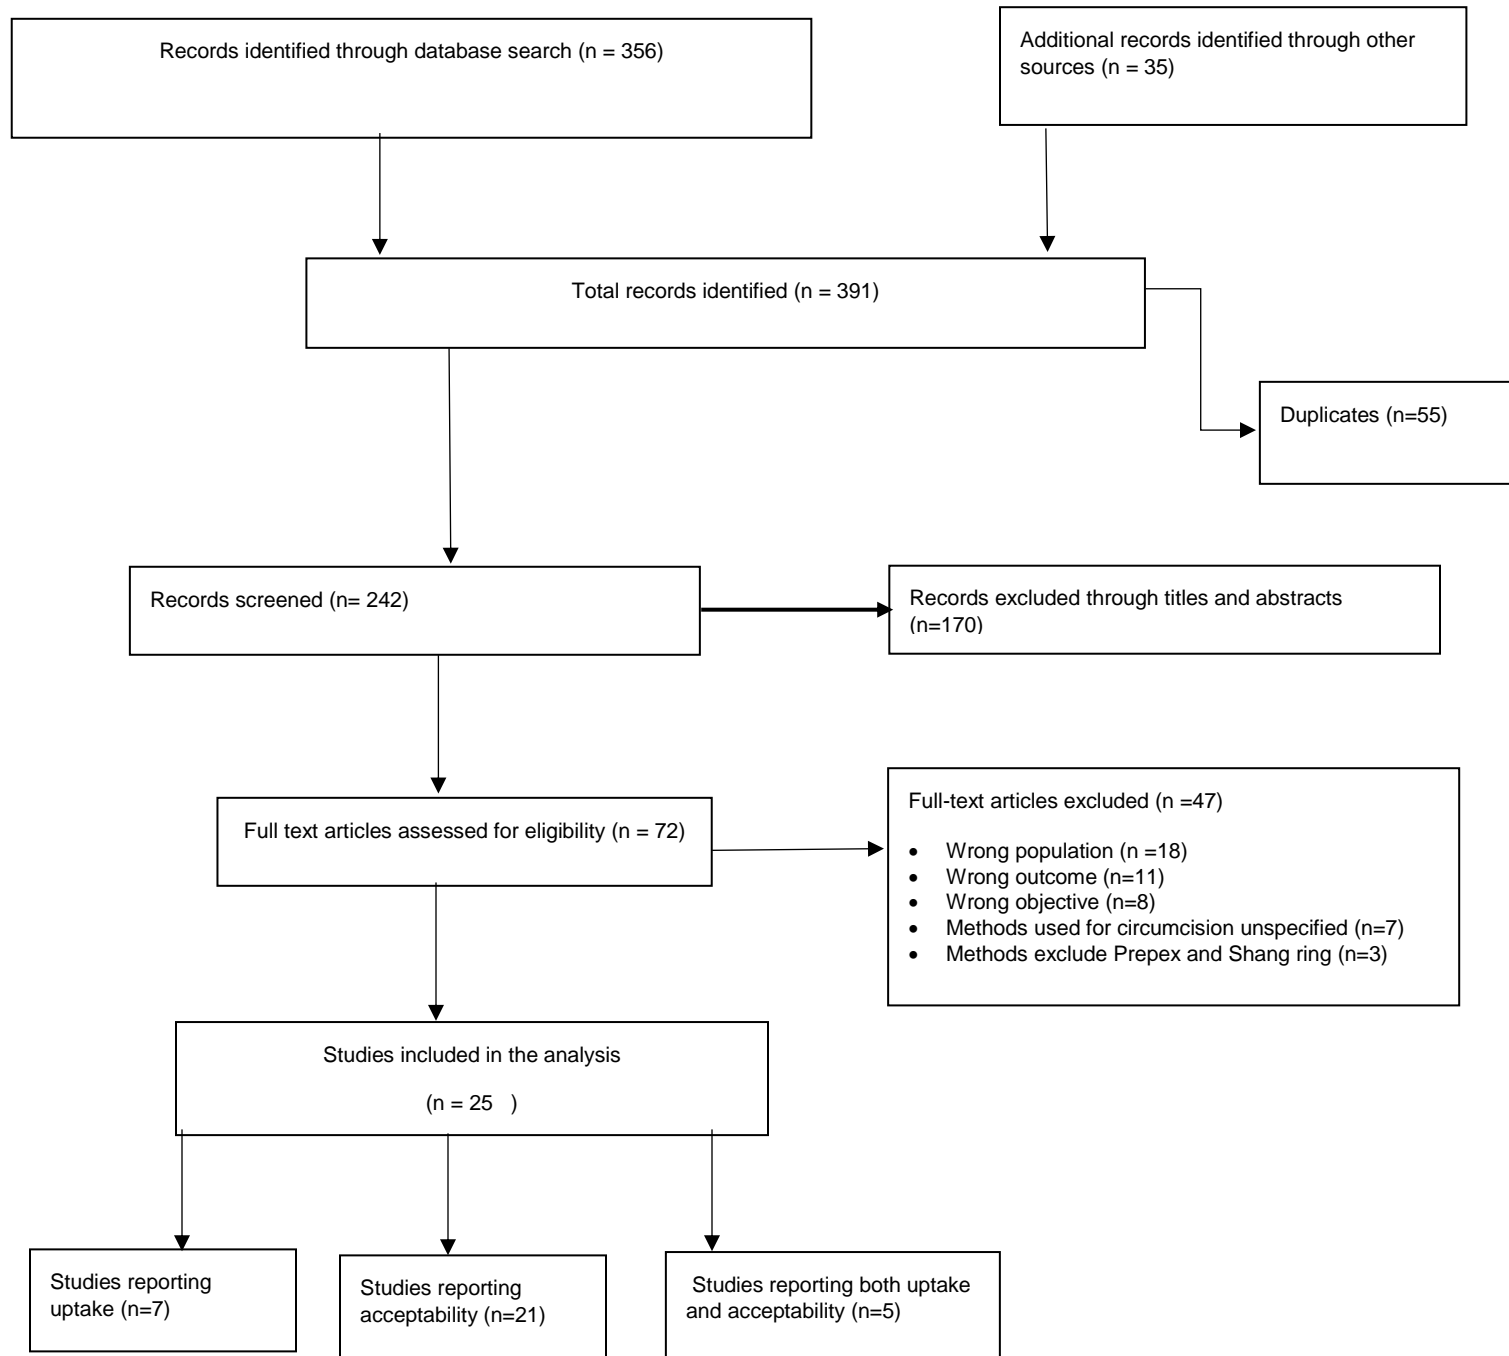 Records identified through database search (n = 356)
Additional records identified through other
sources (n = 35)
Total records identified (n = 391)
Duplicates (n=55)
Records screened (n= 242)
Records excluded through titles and abstracts
(n=170)
Full text articles assessed for eligibility (n = 72)
Full-text articles excluded (n =47)
• Wrong population (n =18)
• Wrong outcome (n=11)
• Wrong objective (n=8)
• Methods used for circumcision unspecified (n=7)
• Methods exclude Prepex and Shang ring (n=3)
Studies included in the analysis
(n = 25 )
Studies reporting
uptake (n=7)
Studies reporting
acceptability (n=21)
Studies reporting both uptake
and acceptability (n=5)